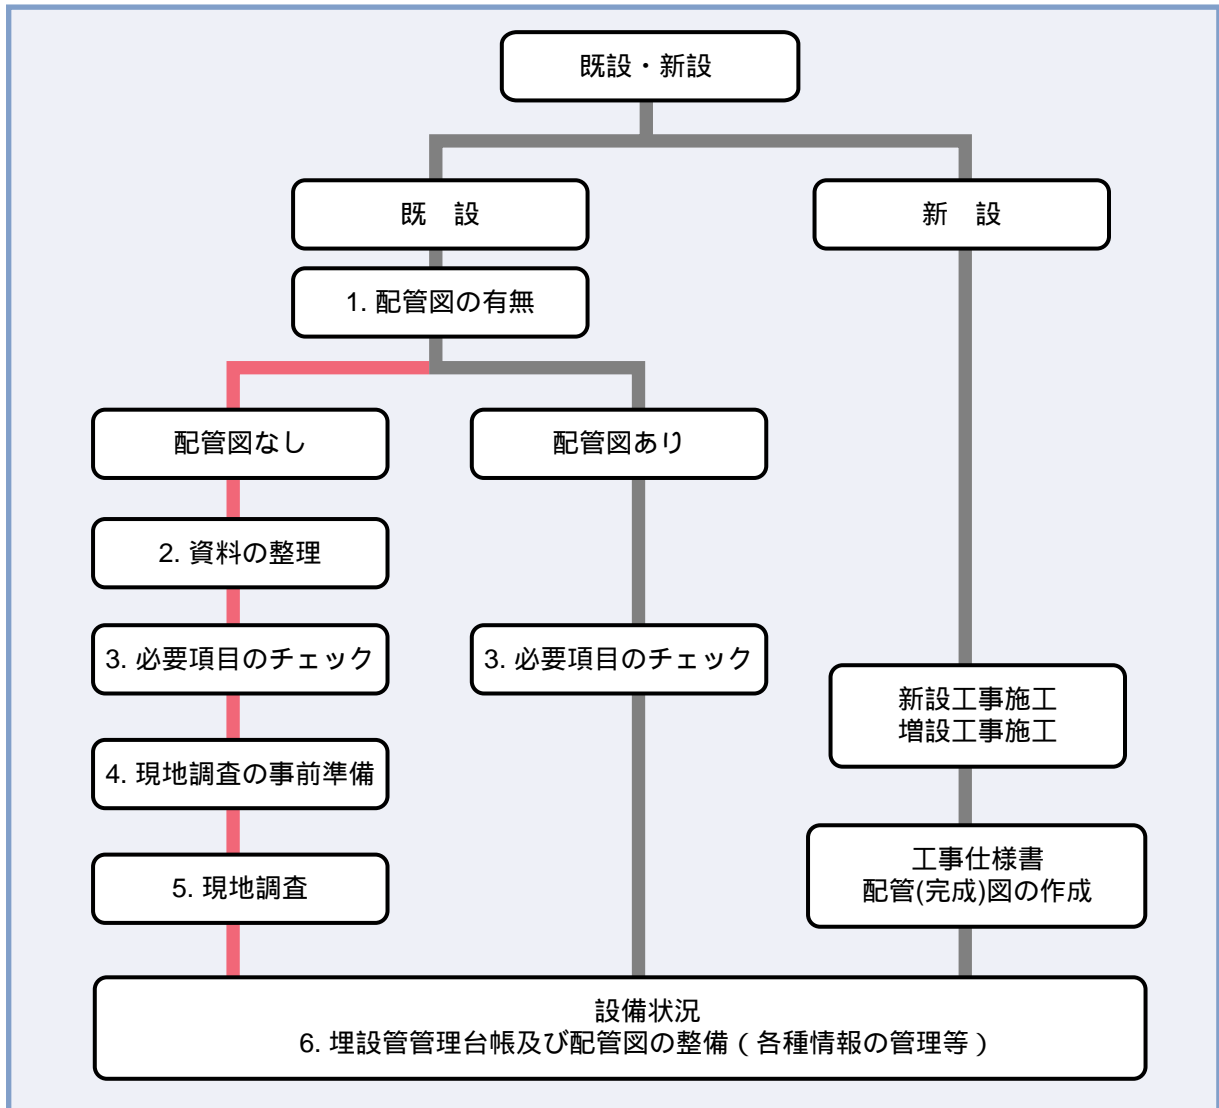 既設・新設
既　設
新　設
1. 配管図の有無
配管図なし
配管図あり
2. 資料の整理
3. 必要項目のチェック
3. 必要項目のチェック
新設工事施工
増設工事施工
4. 現地調査の事前準備
5. 現地調査
工事仕様書
配管(完成)図の作成
設備状況
6. 埋設管管理台帳及び配管図の整備（各種情報の管理等）